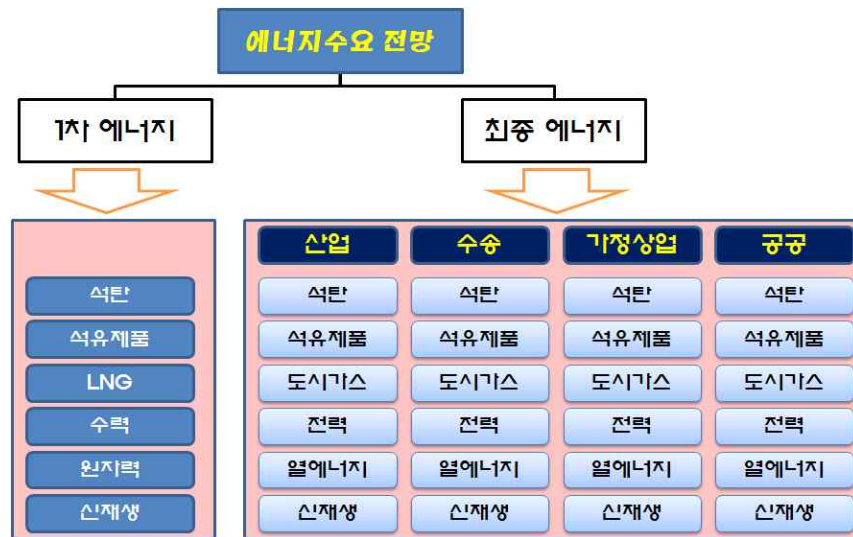 에너지수요 전망
1차 에너지
최종 에너지
산업 수송 가정상업 공공
석탄 석탄 석탄 석탄 석탄
석유제품 석유제품 석유제품 석유제품 석유제품
LNG 도시가스 도시가스 도시가스 도시가스
수력 전력 전력 전력 전력
원자력 열에너지 열에너지 열에너지 열에너지
신재생 신재생 신재생 신재생 신재생